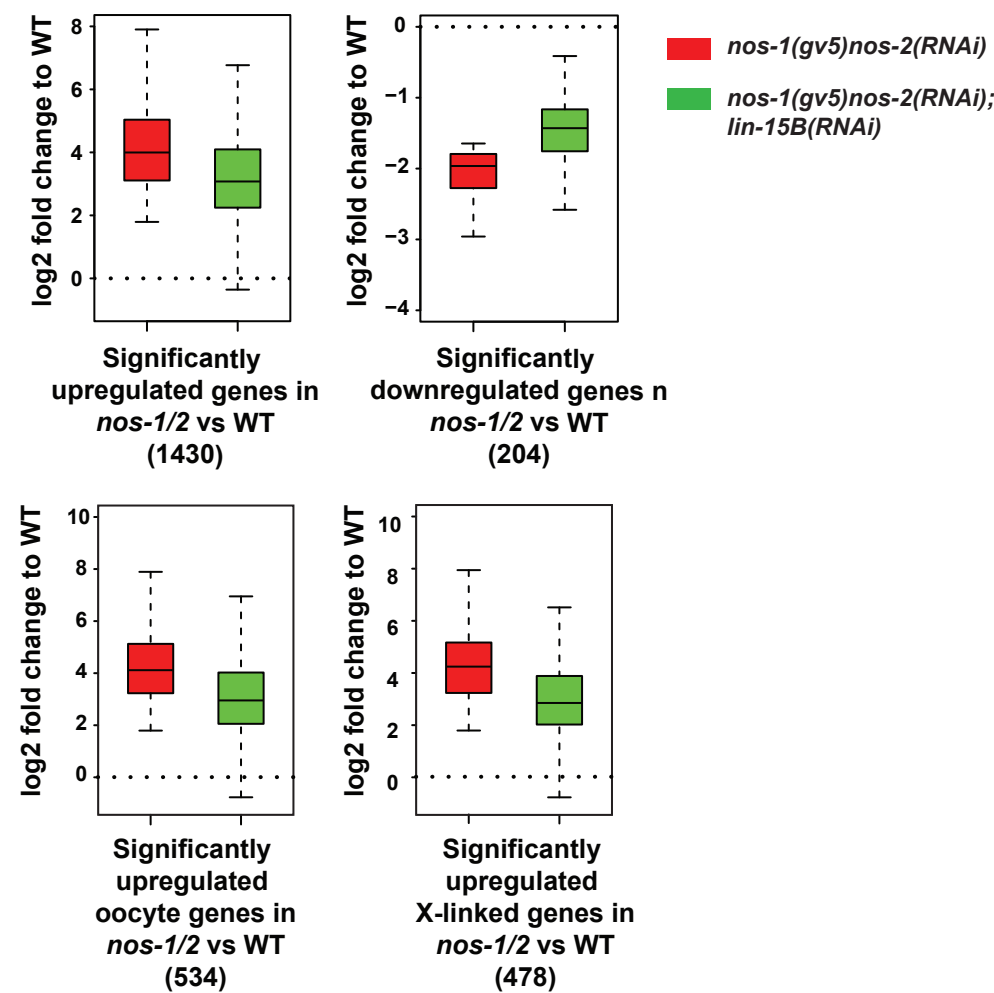 log2 fold change to WT
8
6
4
2
0
Significantly
upregulated genes in
nos-1/2 vs WT
(1430)
log2 fold change to WT
0
−1
−2
−3
−4
Significantly
downregulated genes n
nos-1/2 vs WT
(204)
nos-1(gv5)nos-2(RNAi)
nos-1(gv5)nos-2(RNAi);
lin-15B(RNAi)
log2 fold change to WT
10
8
6
4
2
0
Significantly
upregulated
oocyte genes in
nos-1/2 vs WT
(534)
log2 fold change to WT
10
8
6
4
2
0
Significantly
upregulated
X-linked genes in
nos-1/2 vs WT
(478)